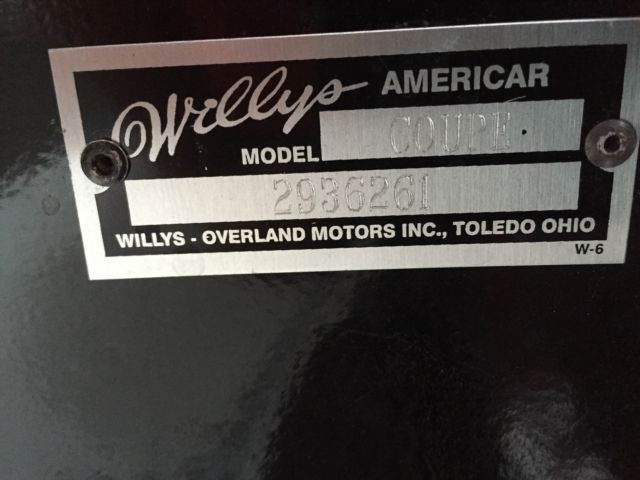 Willys AMERICAR
MODEL COUPE
2936261
WILLYS - OVERLAND MOTORS INC., TOLEDO OHIO
W-6